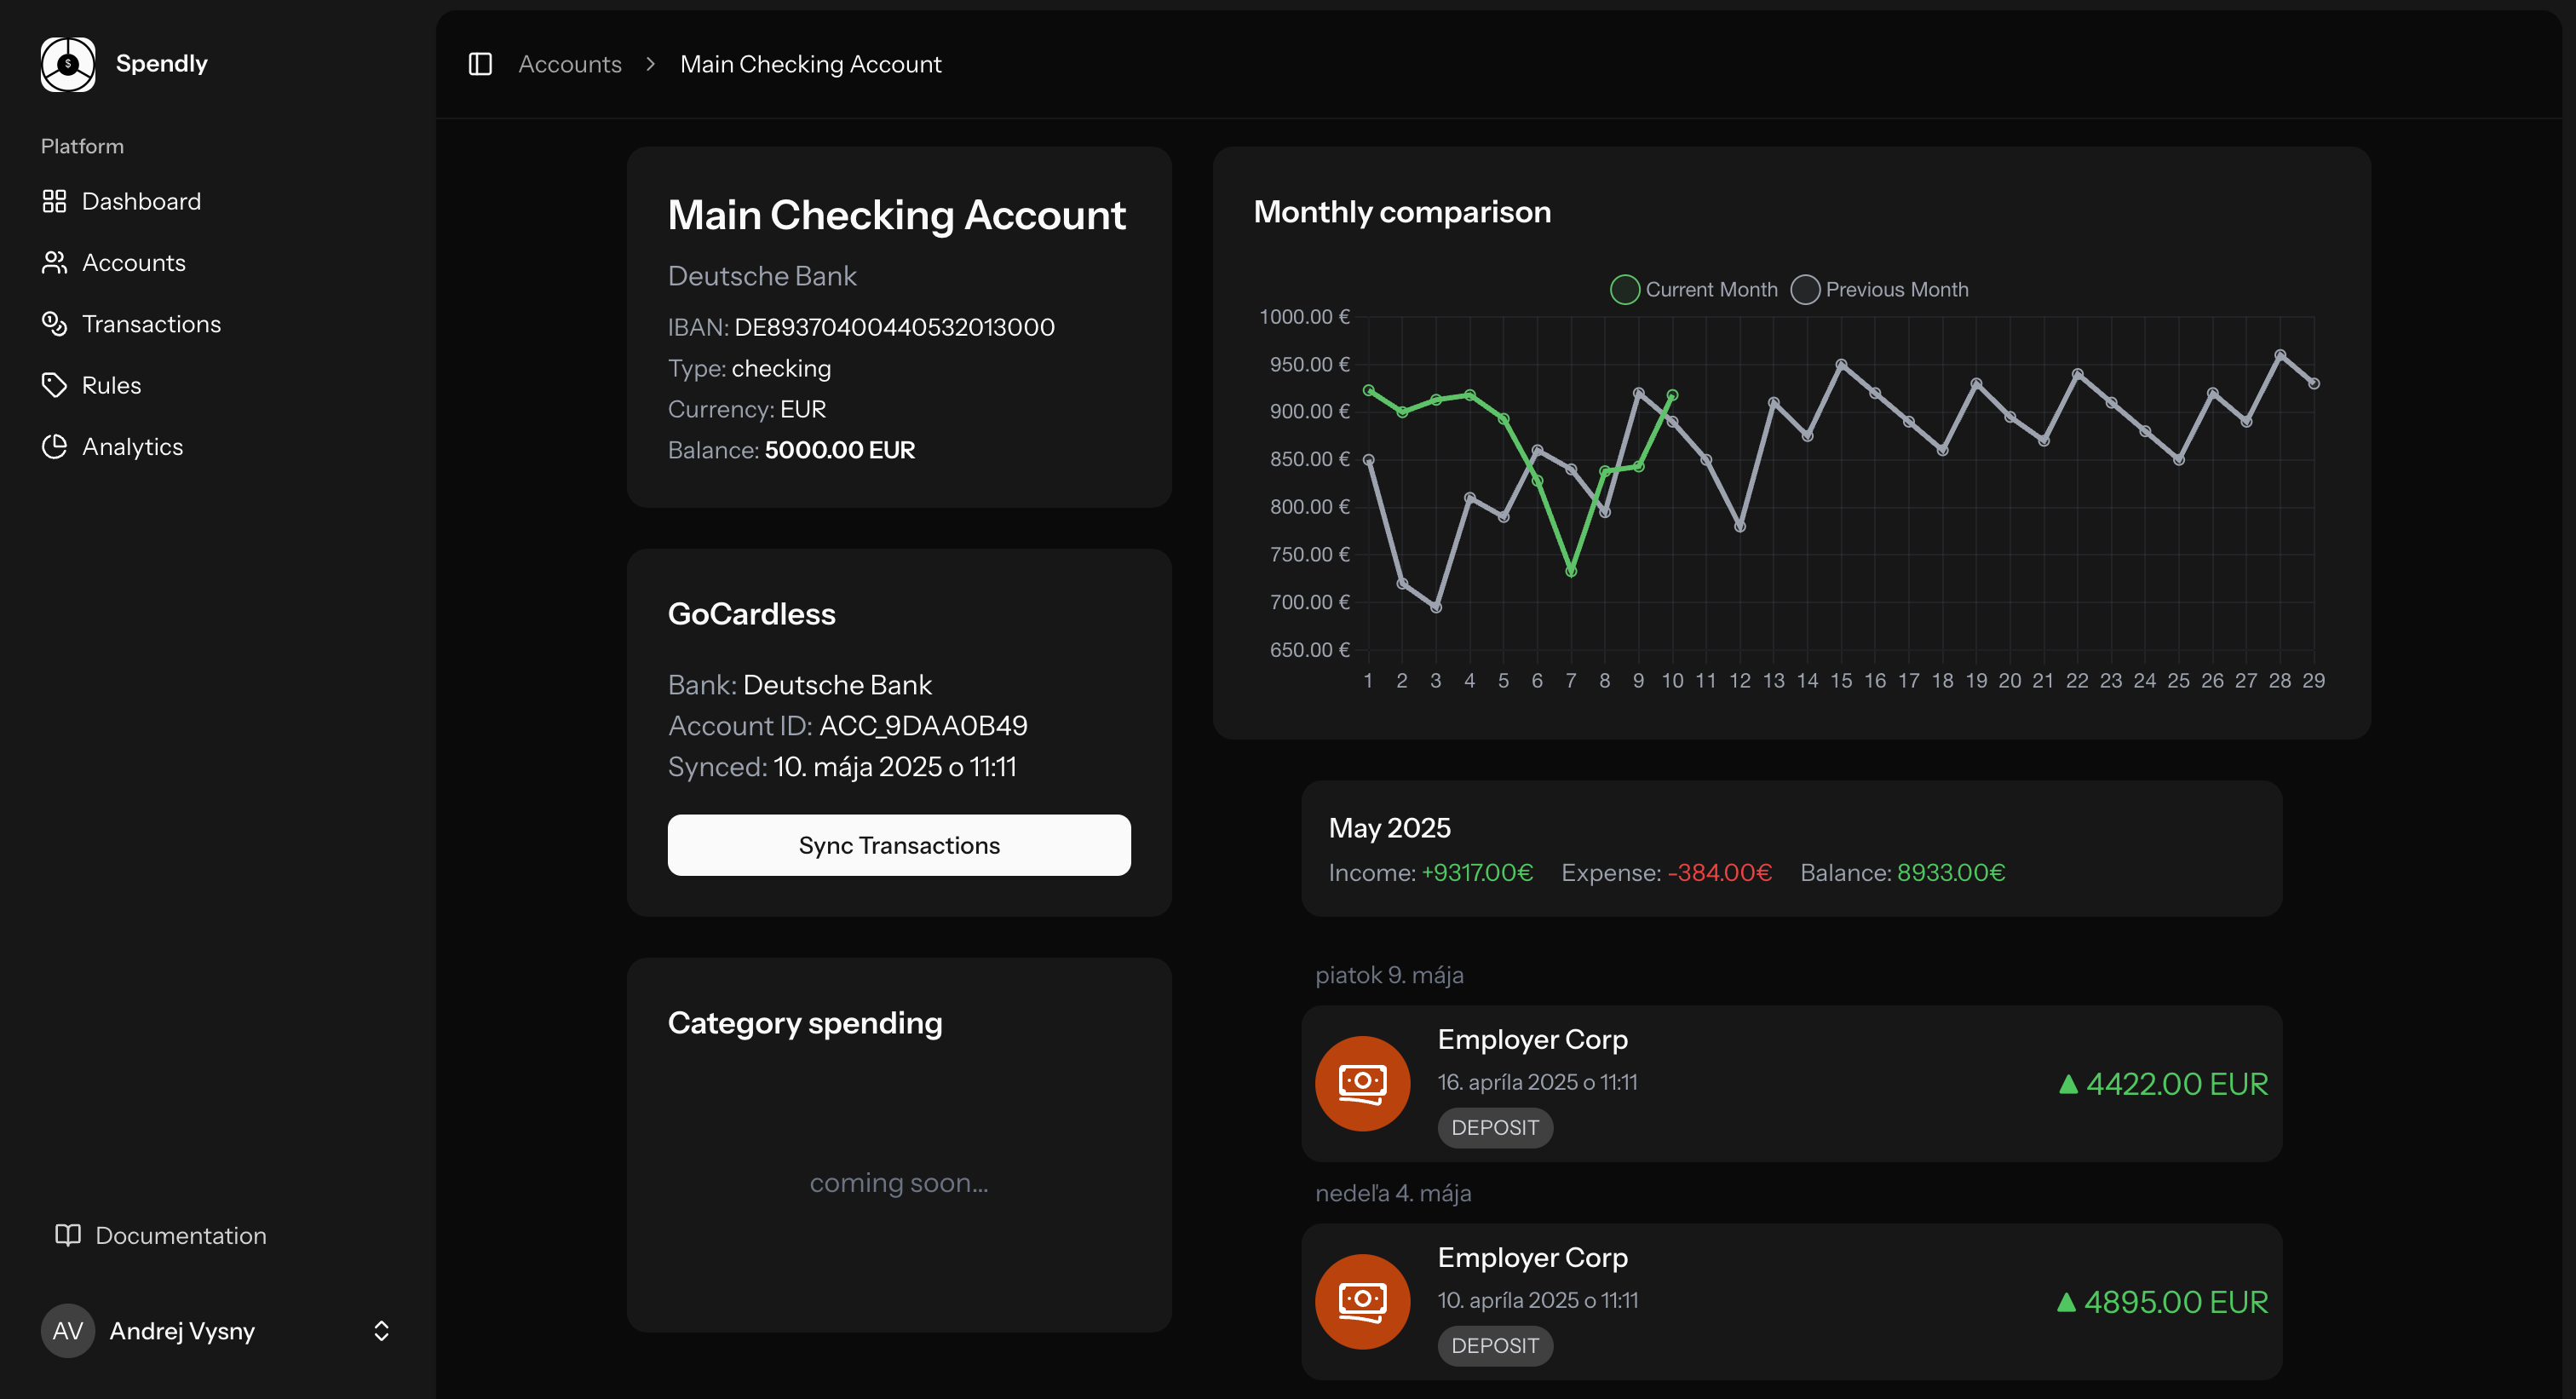 Spendly
Platform
Dashboard
Accounts
Transactions
Rules
Analytics
Documentation
AV
Andrej Vysny
Accounts > Main Checking Account
Main Checking Account
Deutsche Bank
IBAN: DE89370400440532013000
Type: checking
Currency: EUR
Balance: 5000.00 EUR
GoCardless
Bank: Deutsche Bank
Account ID: ACC_9DAA0B49
Synced: 10. mája 2025 o 11:11
Sync Transactions
Category spending
coming soon...
Monthly comparison
Current Month Previous Month
1000.00 €
950.00 €
900.00 €
850.00 €
800.00 €
750.00 €
700.00 €
650.00 €
1 2 3 4 5 6 7 8 9 10 11 12 13 14 15 16 17 18 19 20 21 22 23 24 25 26 27 28 29
May 2025
Income: +9317.00€ Expense: -384.00€ Balance: 8933.00€
piatok 9. mája
Employer Corp
16. apríla 2025 o 11:11
DEPOSIT
4422.00 EUR
nedeľa 4. mája
Employer Corp
10. apríla 2025 o 11:11
DEPOSIT
4895.00 EUR